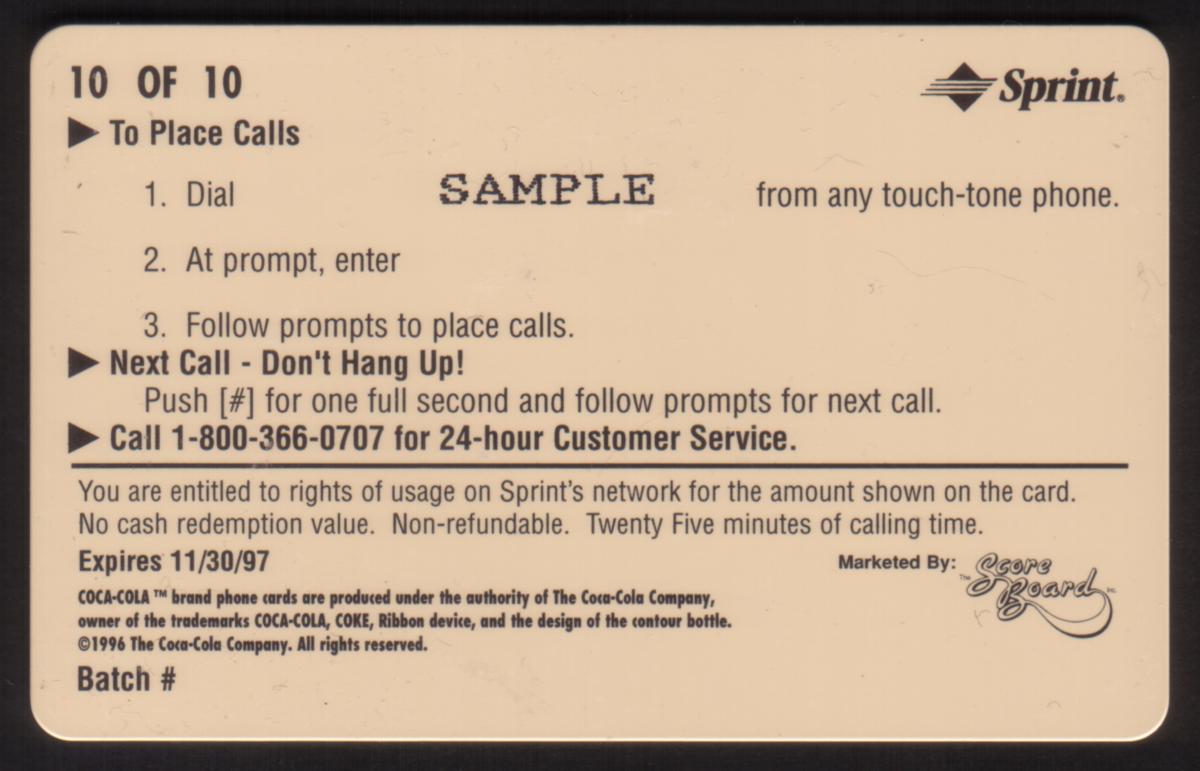 10 OF 10
Sprint®
▶ To Place Calls
1. Dial SAMPLE from any touch-tone phone.
2. At prompt, enter
3. Follow prompts to place calls.
▶ Next Call - Don't Hang Up!
Push [#] for one full second and follow prompts for next call.
▶ Call 1-800-366-0707 for 24-hour Customer Service.
You are entitled to rights of usage on Sprint's network for the amount shown on the card.
No cash redemption value. Non-refundable. Twenty Five minutes of calling time.
Expires 11/30/97
Marketed By: ™ Score Board Inc.
COCA-COLA ™ brand phone cards are produced under the authority of The Coca-Cola Company,
owner of the trademarks COCA-COLA, COKE, Ribbon device, and the design of the contour bottle.
©1996 The Coca-Cola Company. All rights reserved.
Batch #